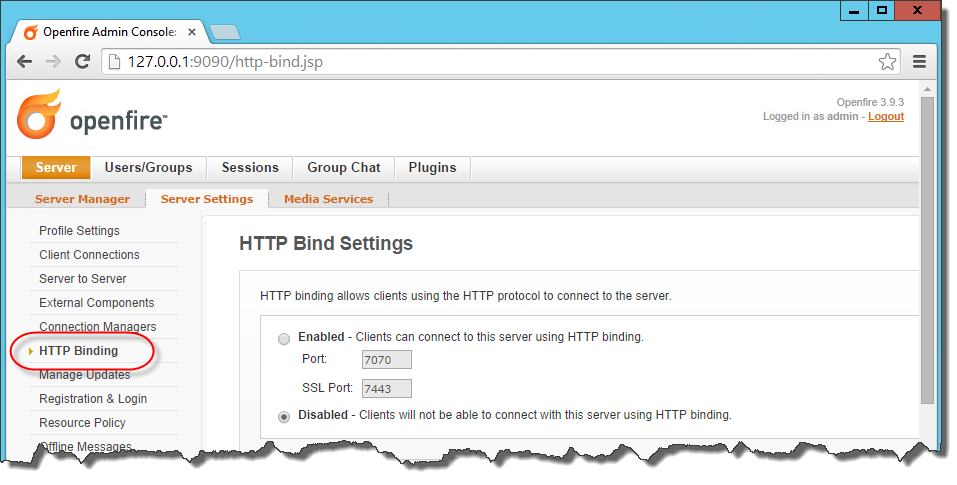 Openfire Admin Console:
127.0.0.1:9090/http-bind.jsp
openfire™
Openfire 3.9.3
Logged in as admin - Logout
Server Users/Groups Sessions Group Chat Plugins
Server Manager Server Settings Media Services
Profile Settings
Client Connections
Server to Server
External Components
Connection Managers
HTTP Binding
Manage Updates
Registration & Login
Resource Policy
Offline Messages
HTTP Bind Settings
HTTP binding allows clients using the HTTP protocol to connect to the server.
Enabled - Clients can connect to this server using HTTP binding.
Port: 7070
SSL Port: 7443
Disabled - Clients will not be able to connect with this server using HTTP binding.